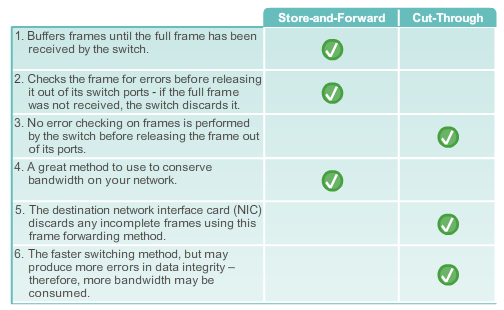 Store-and-Forward Cut-Through
1. Buffers frames until the full frame has been
received by the switch.
2. Checks the frame for errors before releasing
it out of its switch ports - if the full frame
was not received, the switch discards it.
3. No error checking on frames is performed
by the switch before releasing the frame out
of its ports.
4. A great method to use to conserve
bandwidth on your network.
5. The destination network interface card (NIC)
discards any incomplete frames using this
frame forwarding method.
6. The faster switching method, but may
produce more errors in data integrity –
therefore, more bandwidth may be
consumed.